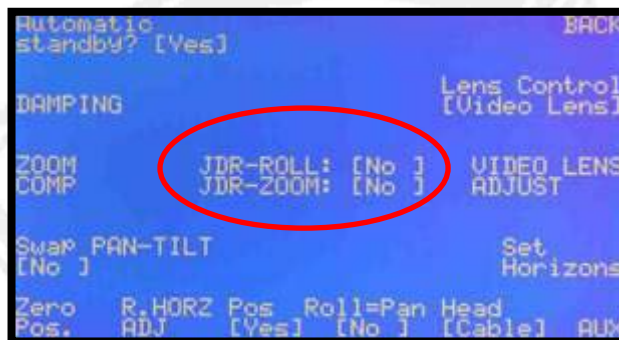 Automatic BACK
standby? [Yes]
Lens Control
DAMPING [Video Lens]
ZOOM JDR-ROLL: [No ] VIDEO LENS
COMP JDR-ZOOM: [No ] ADJUST
Swap PAN-TILT Set
[No ] Horizons
Zero R.HORZ Pos Roll=Pan Head
Pos. ADJ [Yes] [No ] [Cable] AUX